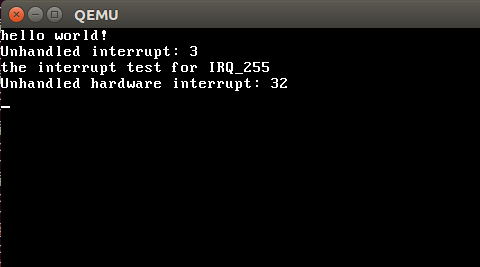 QEMU
hello world!
Unhandled interrupt: 3
the interrupt test for IRQ_255
Unhandled hardware interrupt: 32